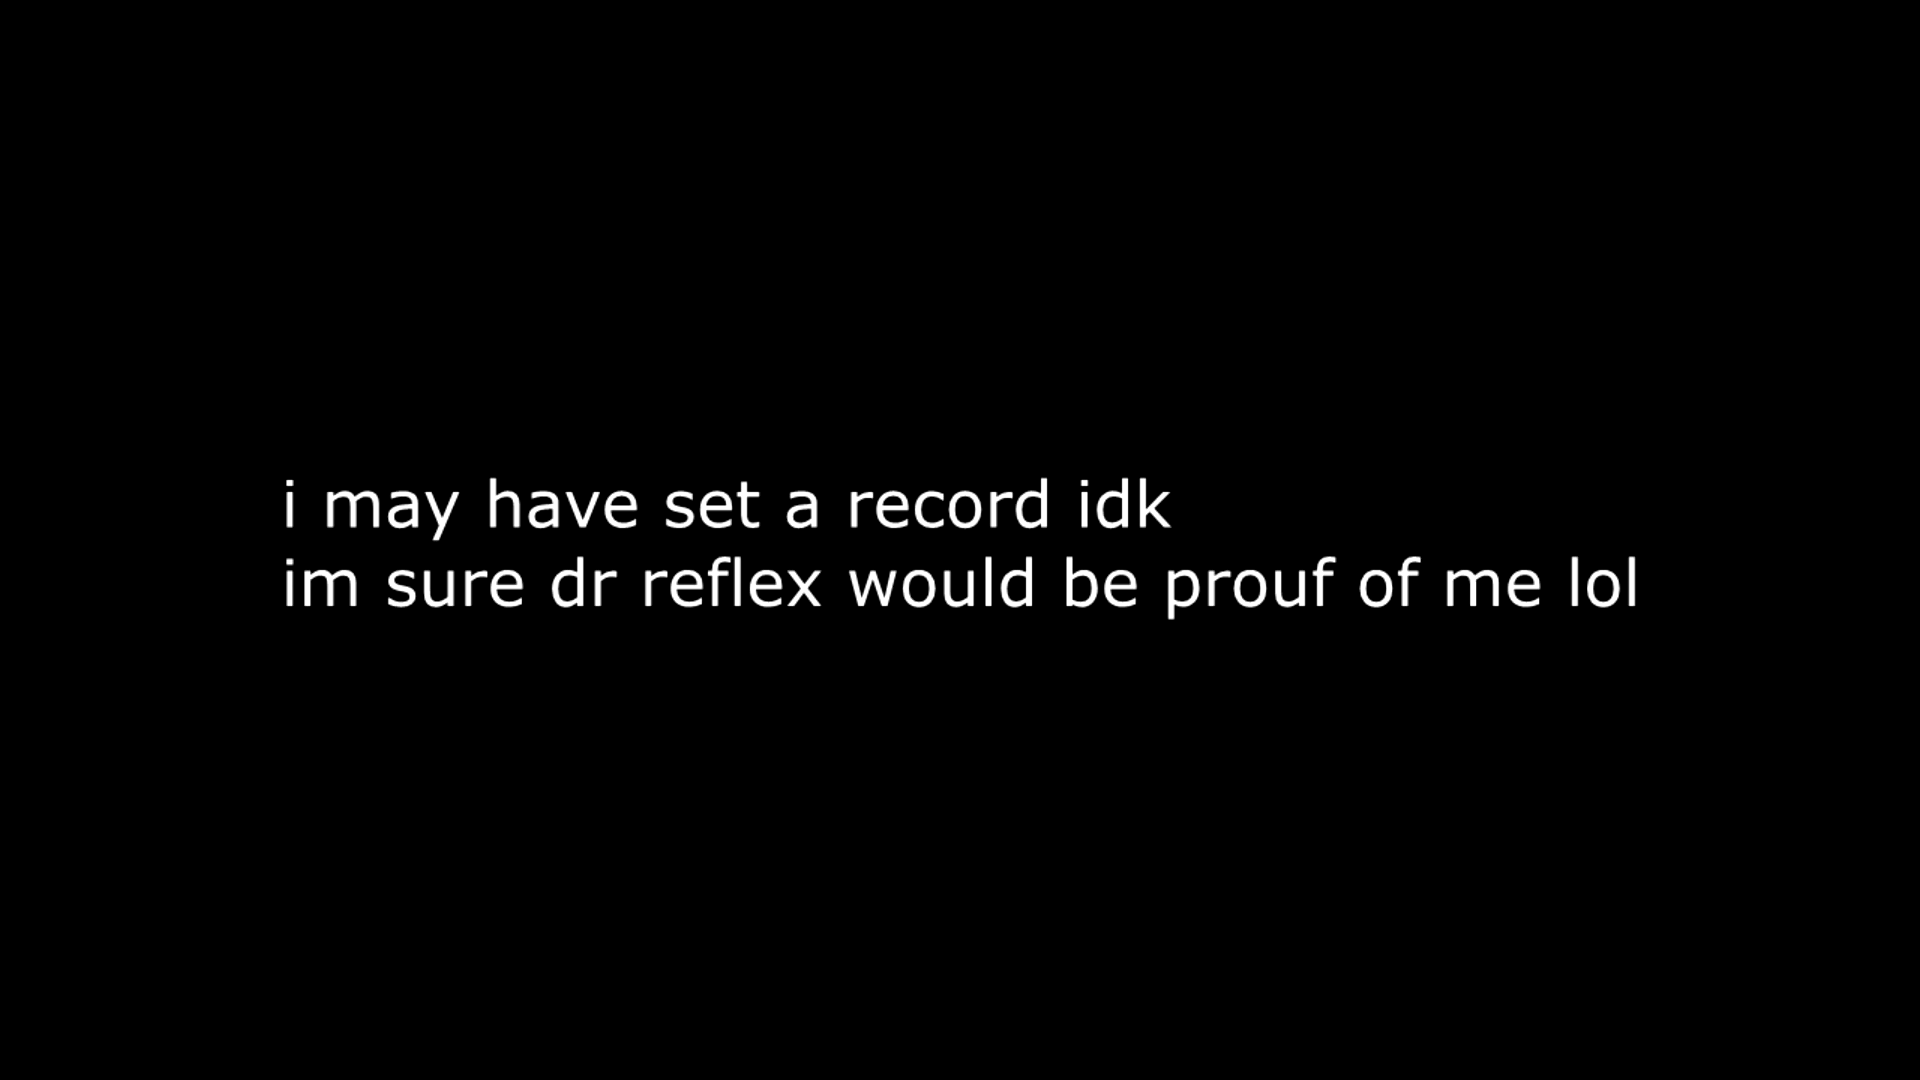 i may have set a record idk
im sure dr reflex would be prouf of me lol